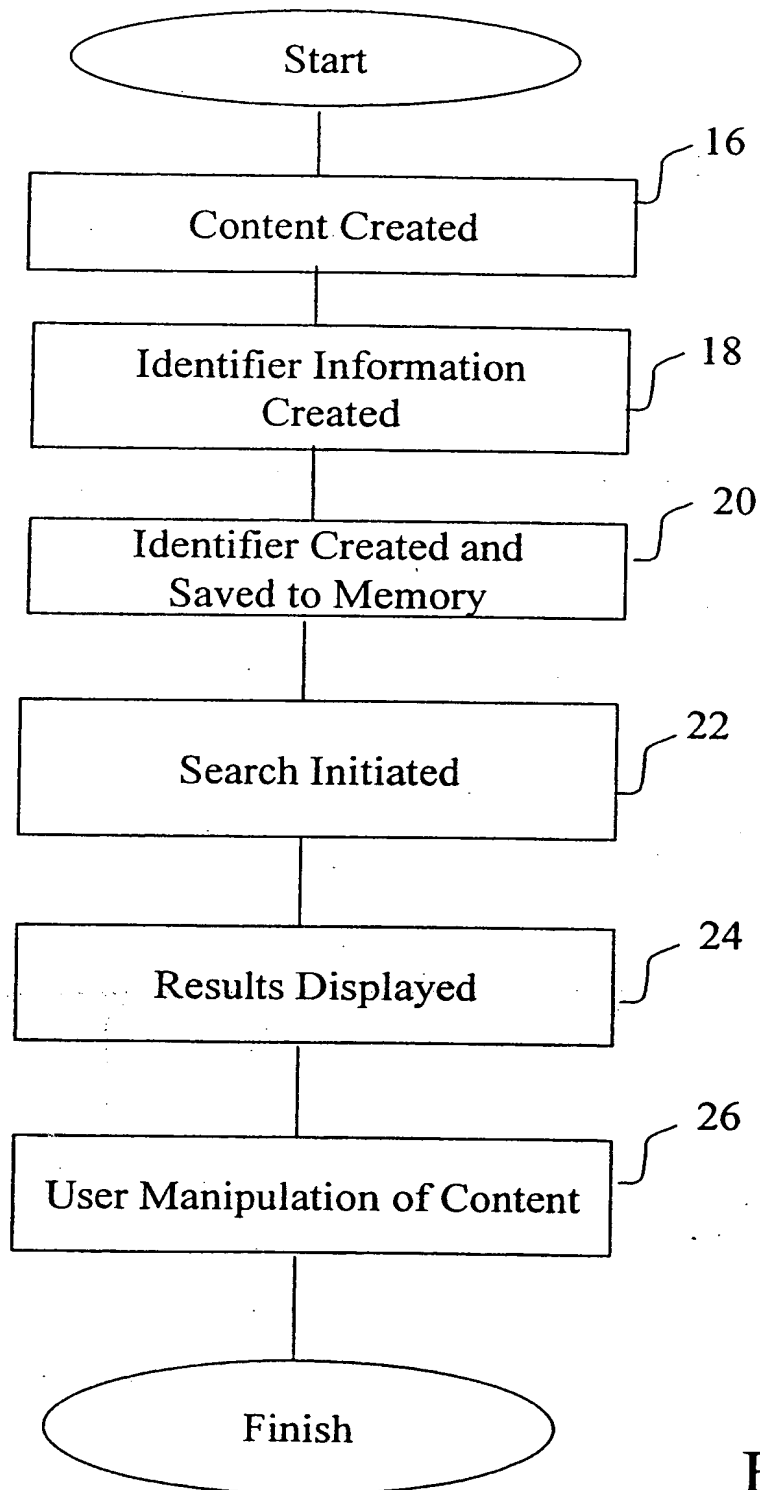 Start
16
Content Created
18
Identifier Information
Created
20
Identifier Created and
Saved to Memory
22
Search Initiated
24
Results Displayed
26
User Manipulation of Content
Finish